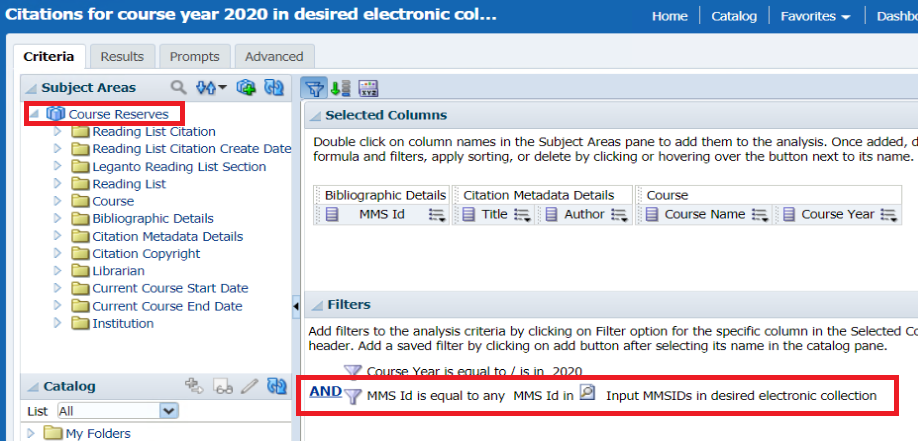 Citations for course year 2020 in desired electronic col...
Home Catalog Favorites
Criteria Results Prompts Advanced
Subject Areas
Course Reserves
Reading List Citation
Reading List Citation Create Date
Leganto Reading List Section
Reading List
Course
Bibliographic Details
Citation Metadata Details
Citation Copyright
Librarian
Current Course Start Date
Current Course End Date
Institution
Catalog
List All
My Folders
Selected Columns
Double click on column names in the Subject Areas pane to add them to the analysis. Once added,
formula and filters, apply sorting, or delete by clicking or hovering over the button next to its name.
Bibliographic Details Citation Metadata Details Course
MMS Id Title Author Course Name Course Year
Filters
Add filters to the analysis criteria by clicking on Filter option for the specific column in the Selected
header. Add a saved filter by clicking on add button after selecting its name in the catalog pane.
Course Year is equal to / is in 2020
AND MMS Id is equal to any MMS Id in Input MMSIDs in desired electronic collection